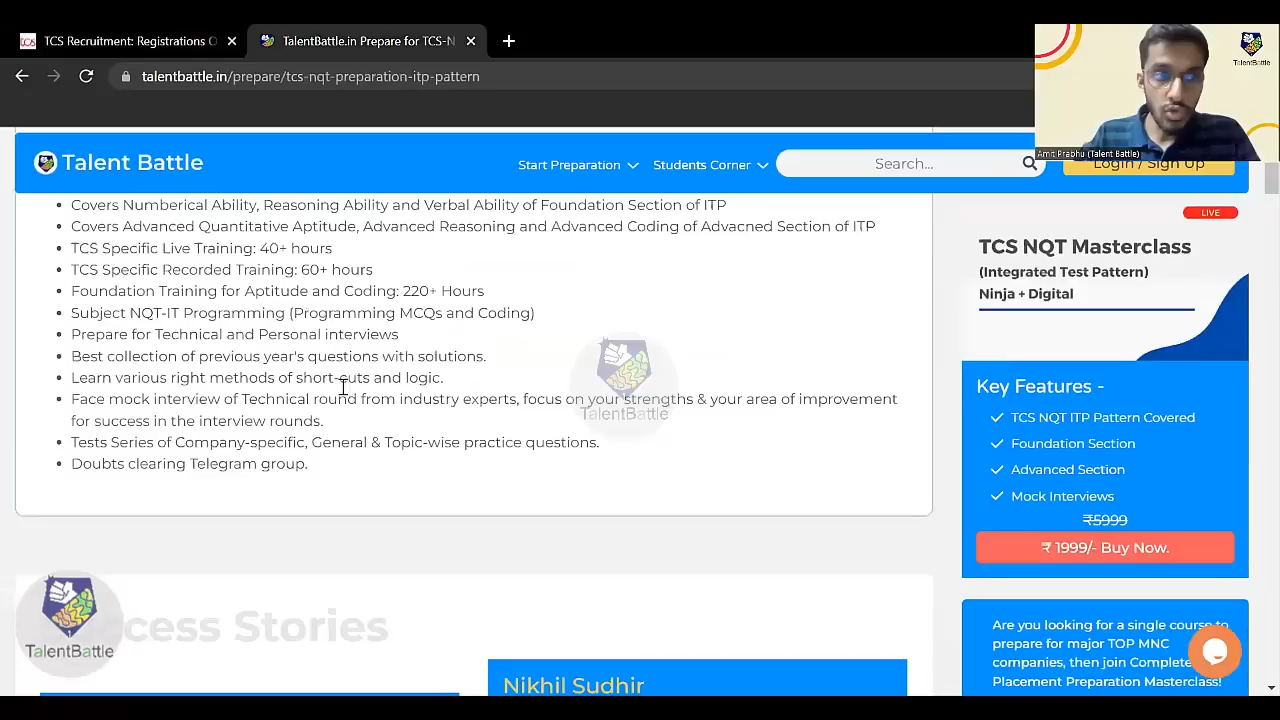 TCS Recruitment: Registrations O
TalentBattle.in Prepare for TCS-N
talentbattle.in/prepare/tcs-nqt-preparation-itp-pattern
TalentBattle
Amit Prabhu (Talent Battle)
Talent Battle
Start Preparation
Students Corner
Search...
Login / Sign Up
Covers Numberical Ability, Reasoning Ability and Verbal Ability of Foundation Section of ITP
Covers Advanced Quantitative Aptitude, Advanced Reasoning and Advanced Coding of Advacned Section of ITP
TCS Specific Live Training: 40+ hours
TCS Specific Recorded Training: 60+ hours
Foundation Training for Aptitude and Coding: 220+ Hours
Subject NQT-IT Programming (Programming MCQs and Coding)
Prepare for Technical and Personal interviews
Best collection of previous year's questions with solutions.
Learn various right methods of short-cuts and logic.
Face mock interview of Technical round from industry experts, focus on your strengths & your area of improvement
for success in the interview rounds.
Tests Series of Company-specific, General & Topic-wise practice questions.
Doubts clearing Telegram group.
TalentBattle
LIVE
TCS NQT Masterclass
(Integrated Test Pattern)
Ninja + Digital
Key Features -
TCS NQT ITP Pattern Covered
Foundation Section
Advanced Section
Mock Interviews
₹5999
₹ 1999/- Buy Now.
Are you looking for a single course to
prepare for major TOP MNC
companies, then join Complete
Placement Preparation Masterclass!
cess Stories
TalentBattle
Nikhil Sudhir